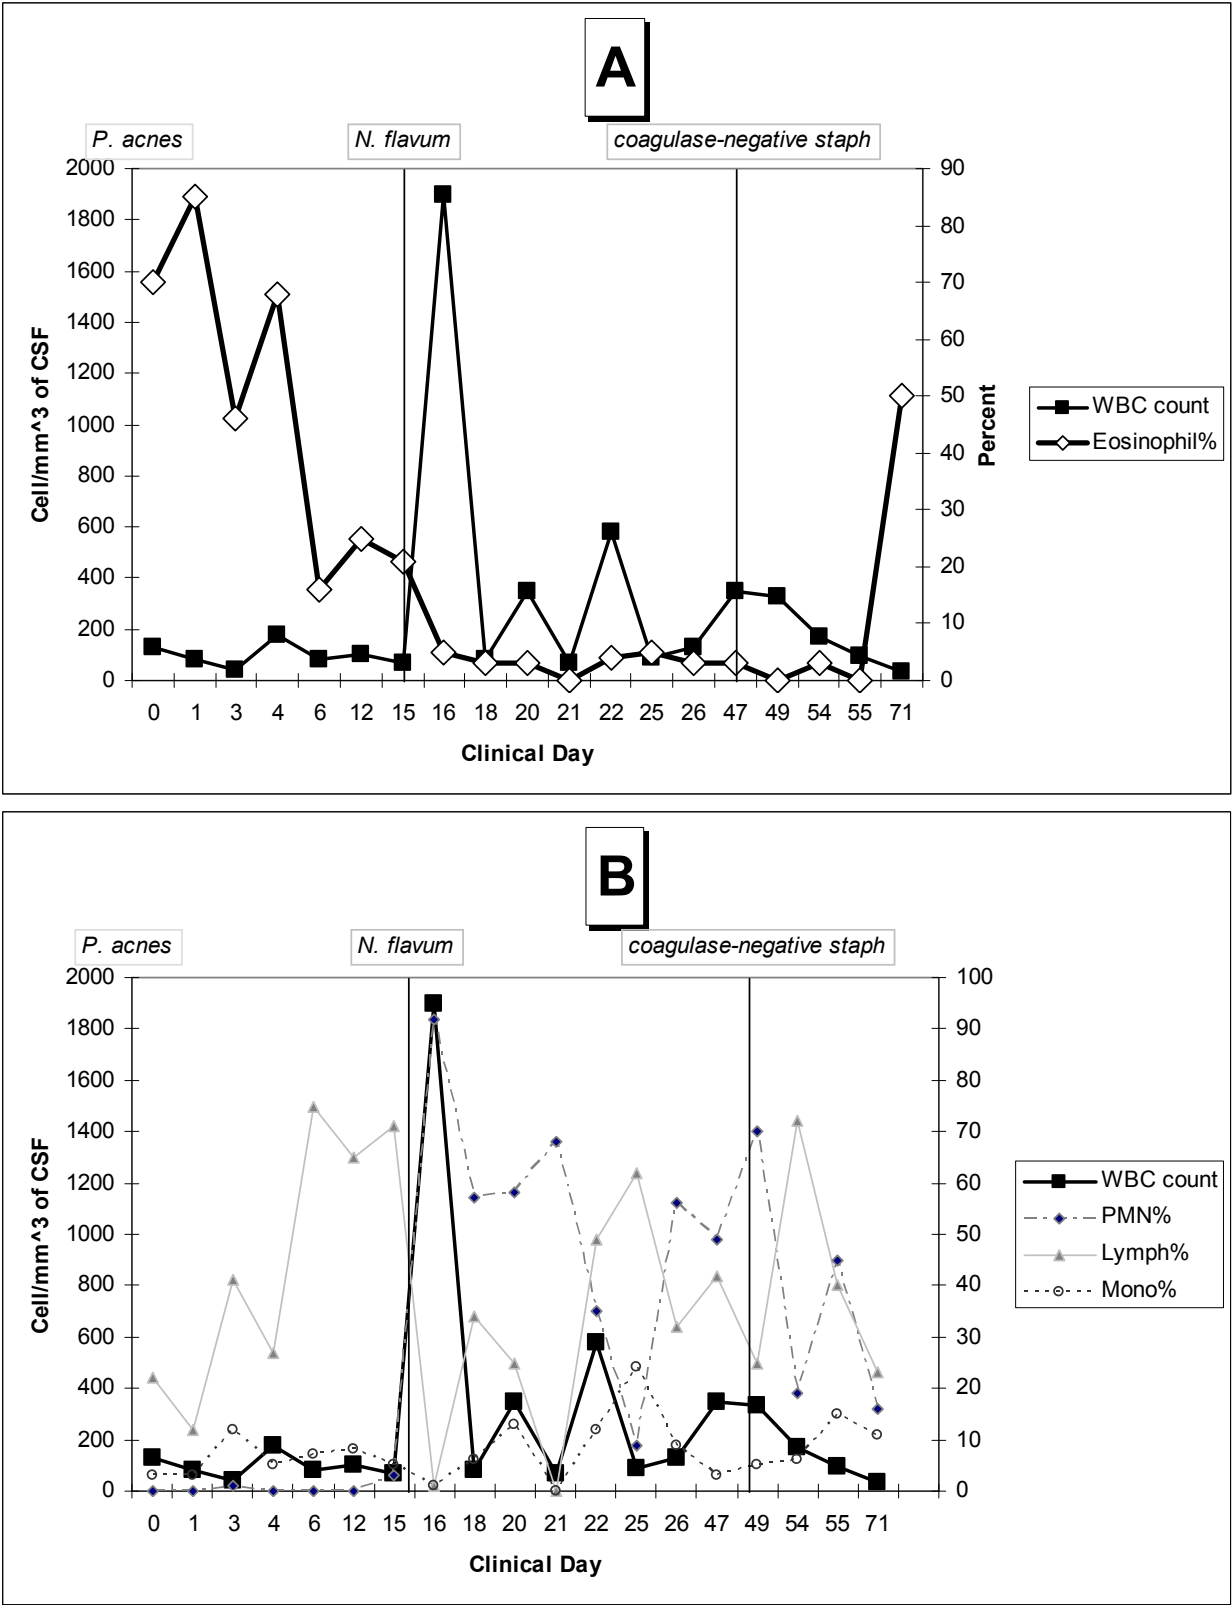 A
P. acnes
N. flavum
coagulase-negative staph
2000
1800
1600
1400
1200
1000
800
600
400
200
0
90
80
70
60
50
40
30
20
10
0
Cell/mm^3 of CSF
Percent
WBC count
Eosinophil%
0 1 3 4 6 12 15 16 18 20 21 22 25 26 47 49 54 55 71
Clinical Day
B
P. acnes
N. flavum
coagulase-negative staph
2000
1800
1600
1400
1200
1000
800
600
400
200
0
100
90
80
70
60
50
40
30
20
10
0
Cell/mm^3 of CSF
WBC count
PMN%
Lymph%
Mono%
0 1 3 4 6 12 15 16 18 20 21 22 25 26 47 49 54 55 71
Clinical Day